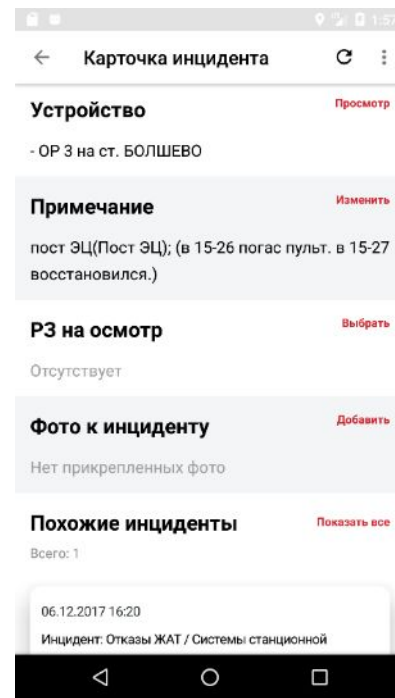 1:57
Карточка инцидента
Устройство
Просмотр
- ОР 3 на ст. БОЛШЕВО
Примечание
Изменить
пост ЭЦ(Пост ЭЦ); (в 15-26 погас пульт. в 15-27
восстановился.)
РЗ на осмотр
Выбрать
Отсутствует
Фото к инциденту
Добавить
Нет прикрепленных фото
Похожие инциденты
Показать все
Всего: 1
06.12.2017 16:20
Инцидент: Отказы ЖАТ / Системы станционной